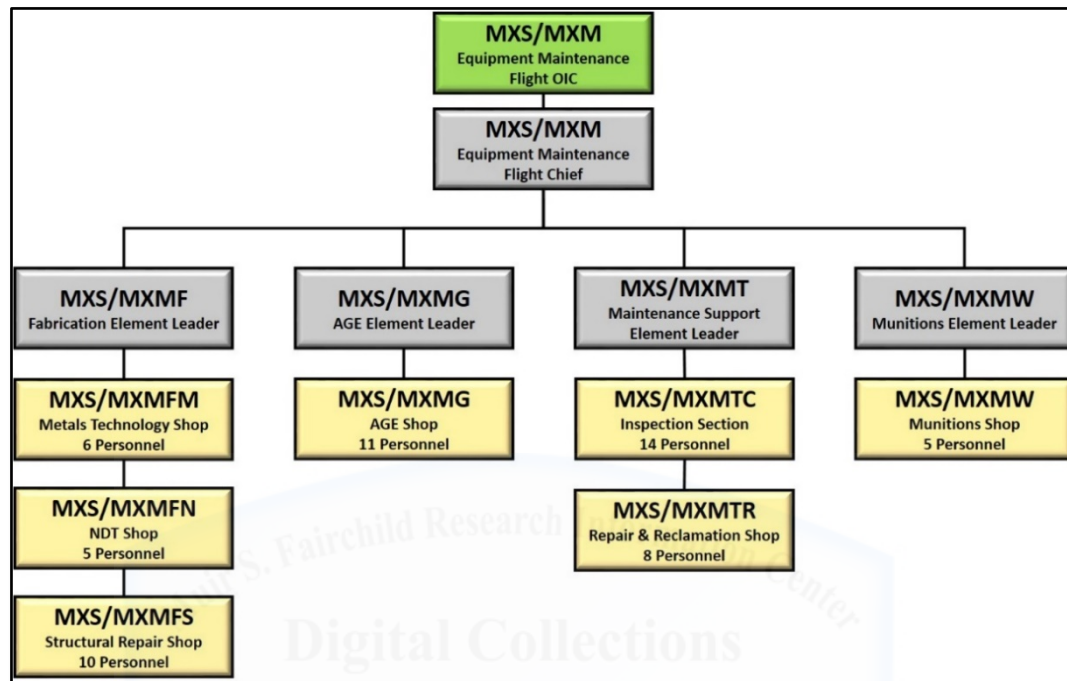 MXS/MXM
Equipment Maintenance
Flight OIC
MXS/MXM
Equipment Maintenance
Flight Chief
MXS/MXMF
Fabrication Element Leader
MXS/MXMG
AGE Element Leader
MXS/MXMT
Maintenance Support
Element Leader
MXS/MXMW
Munitions Element Leader
MXS/MXMFM
Metals Technology Shop
6 Personnel
MXS/MXMG
AGE Shop
11 Personnel
MXS/MXMTC
Inspection Section
14 Personnel
MXS/MXMW
Munitions Shop
5 Personnel
MXS/MXMFN
NDT Shop
5 Personnel
MXS/MXMTR
Repair & Reclamation Shop
8 Personnel
MXS/MXMFS
Structural Repair Shop
10 Personnel
S. Fairchild Research Information Center
Digital Collections